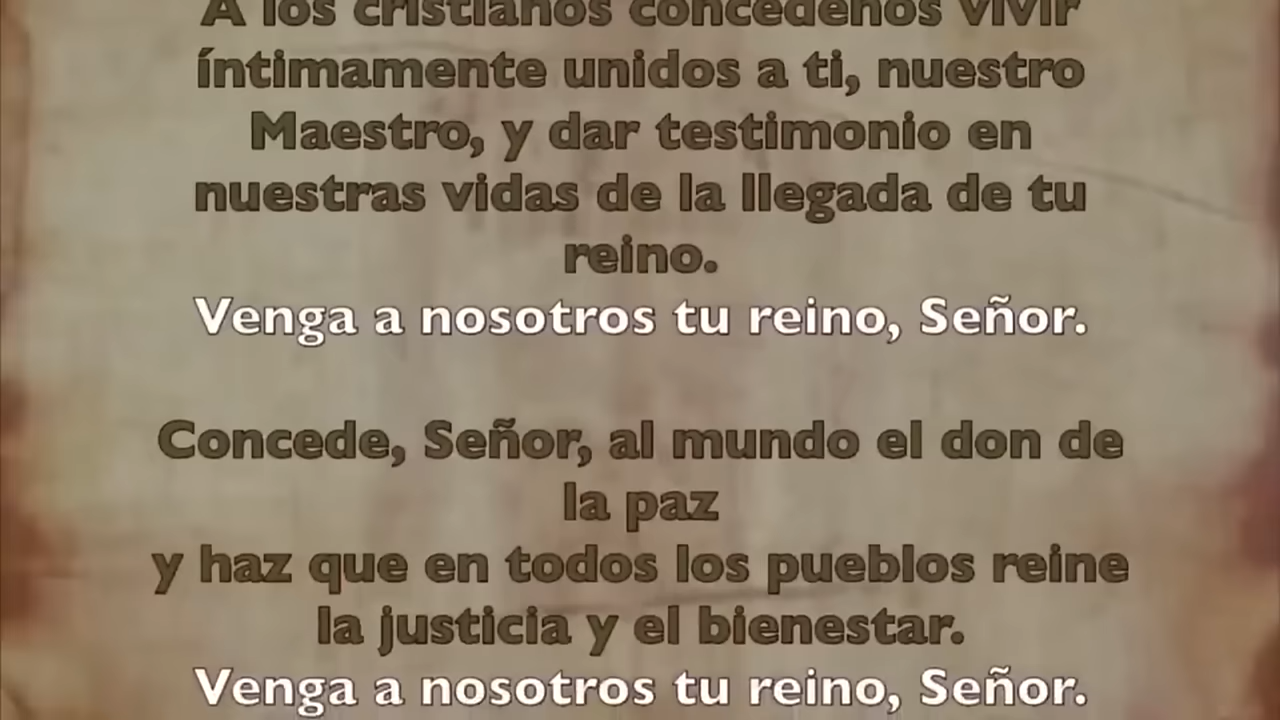 A los cristianos concédenos vivir
íntimamente unidos a ti, nuestro
Maestro, y dar testimonio en
nuestras vidas de la llegada de tu
reino.
Venga a nosotros tu reino, Señor.
Concede, Señor, al mundo el don de
la paz
y haz que en todos los pueblos reine
la justicia y el bienestar.
Venga a nosotros tu reino, Señor.